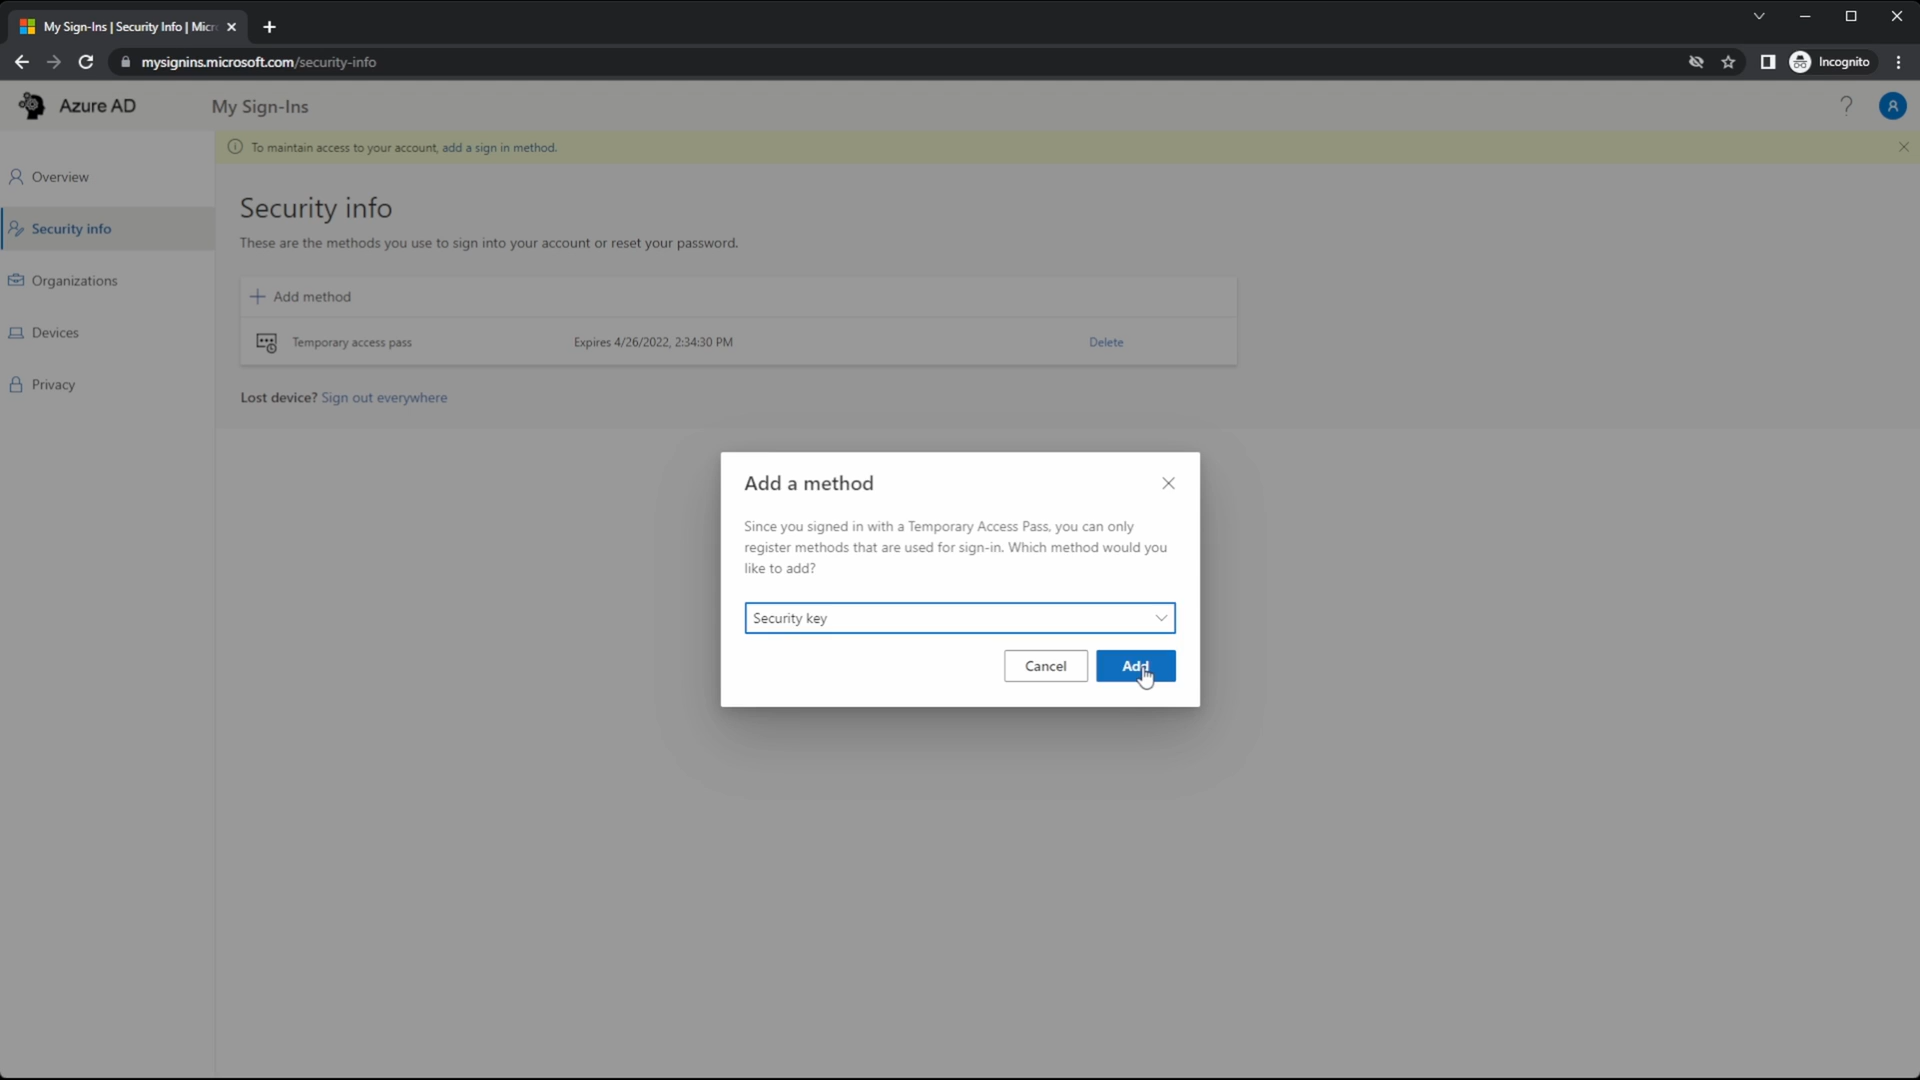 My Sign-Ins | Security Info | Micr
mysignins.microsoft.com/security-info
Incognito
Azure AD
My Sign-Ins
?
A
To maintain access to your account, add a sign in method.
Overview
Security info
Organizations
Devices
Privacy
Security info
These are the methods you use to sign into your account or reset your password.
Add method
Temporary access pass Expires 4/26/2022, 2:34:30 PM Delete
Lost device? Sign out everywhere
Add a method
Since you signed in with a Temporary Access Pass, you can only
register methods that are used for sign-in. Which method would you
like to add?
Security key
Cancel Add